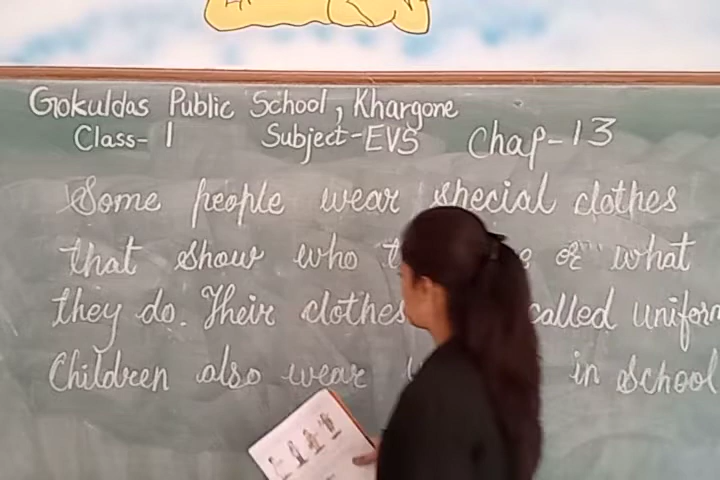 Gokuldas Public School, Khargone
Class- 1 Subject-EVS Chap-13
Some people wear special clothes
that show who or what
they do. Their clothes called
Children also wear in School